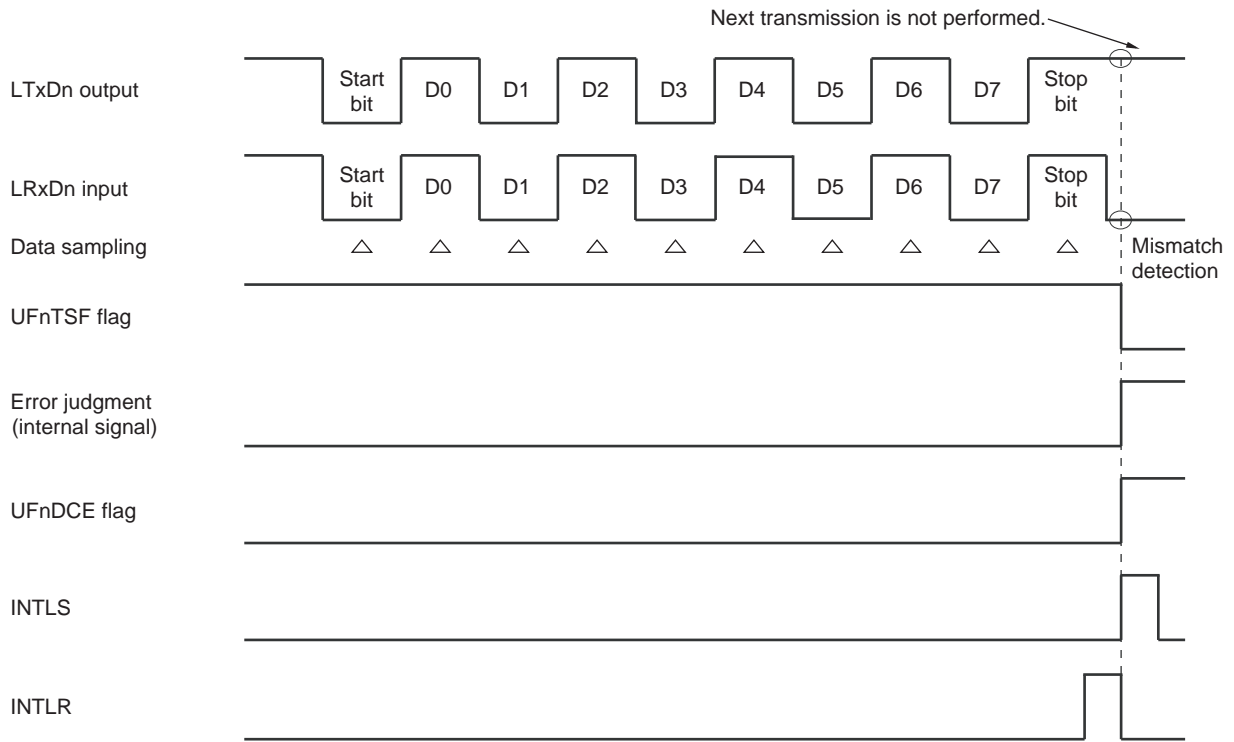 Next transmission is not performed.
LTxDn output
Start
bit
D0
D1
D2
D3
D4
D5
D6
D7
Stop
bit
LRxDn input
Start
bit
D0
D1
D2
D3
D4
D5
D6
D7
Stop
bit
Data sampling
Mismatch
detection
UFnTSF flag
Error judgment
(internal signal)
UFnDCE flag
INTLS
INTLR